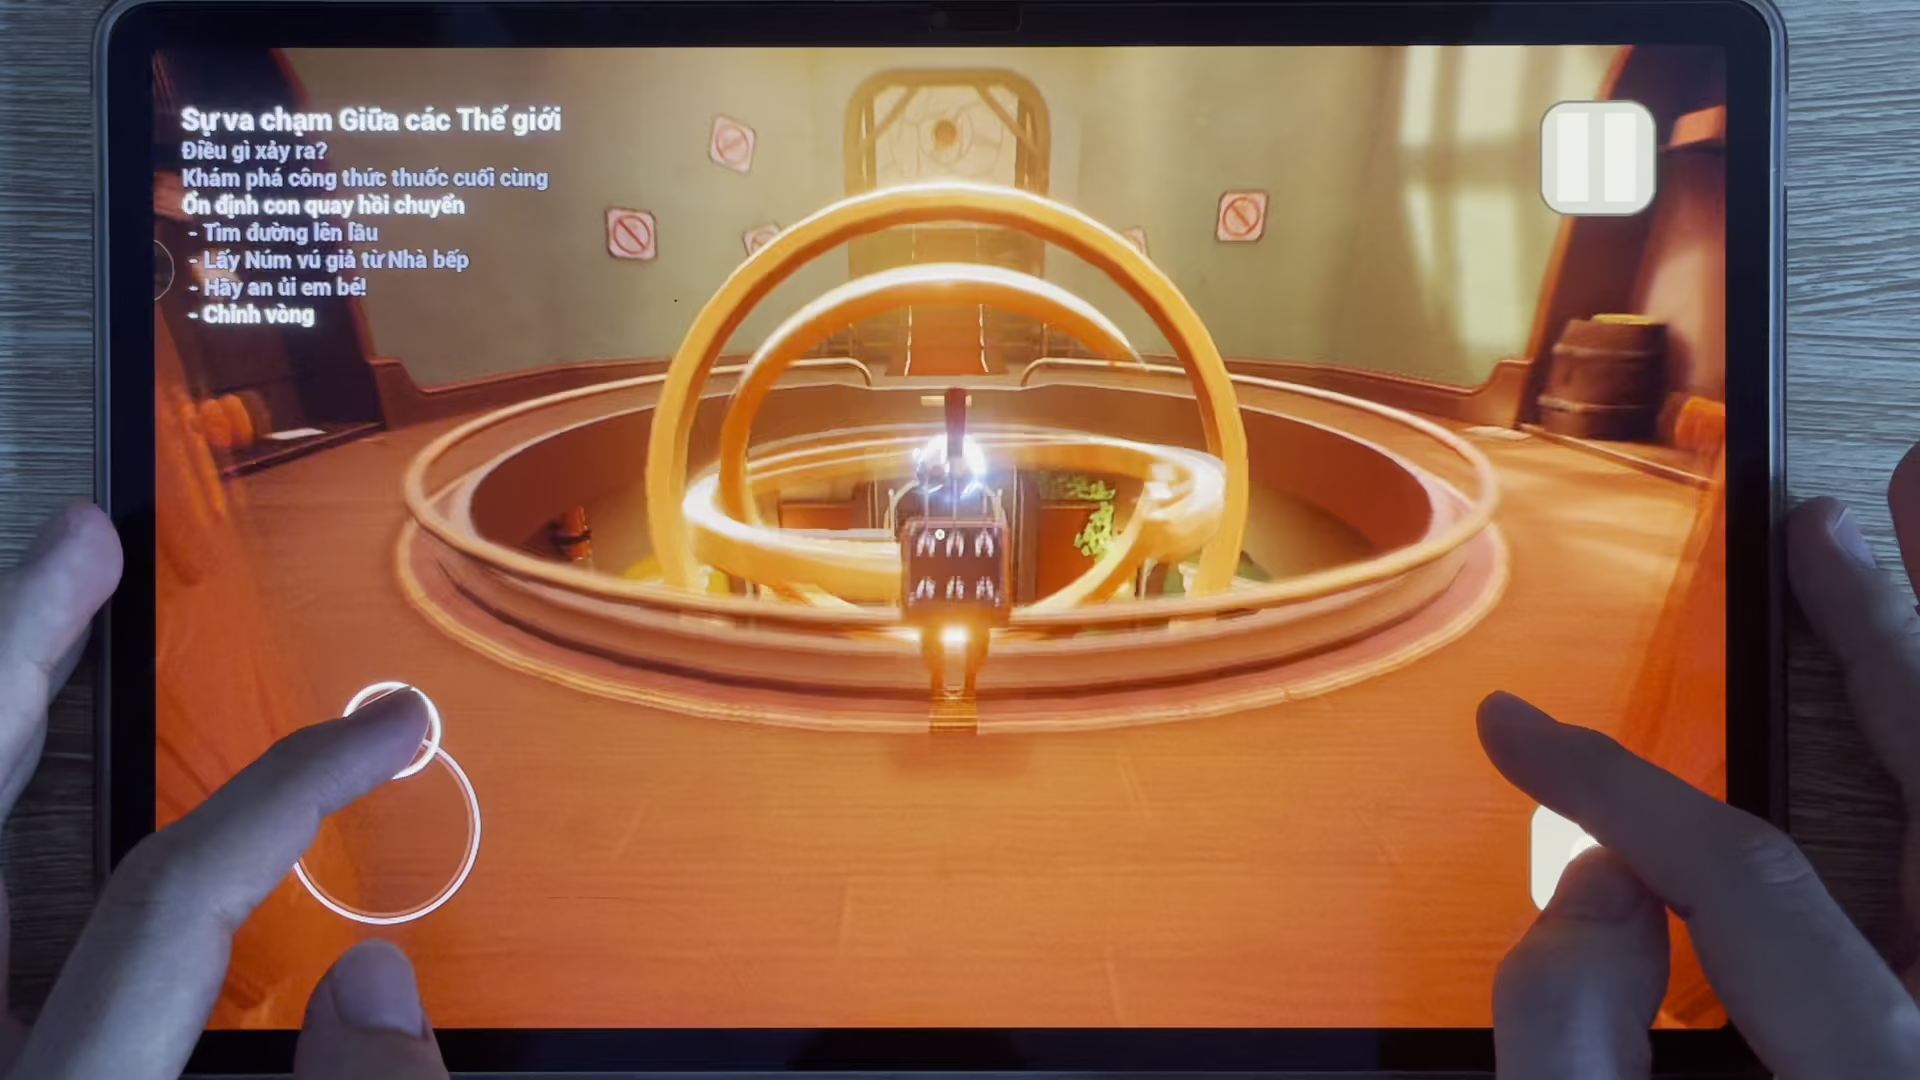 Sự va chạm Giữa các Thế giới
Điều gì xảy ra?
Khám phá công thức thuốc cuối cùng
Ổn định con quay hồi chuyển
- Tìm đường lên lầu
- Lấy Núm vú giả từ Nhà bếp
- Hãy an ủi em bé!
- Chỉnh vòng